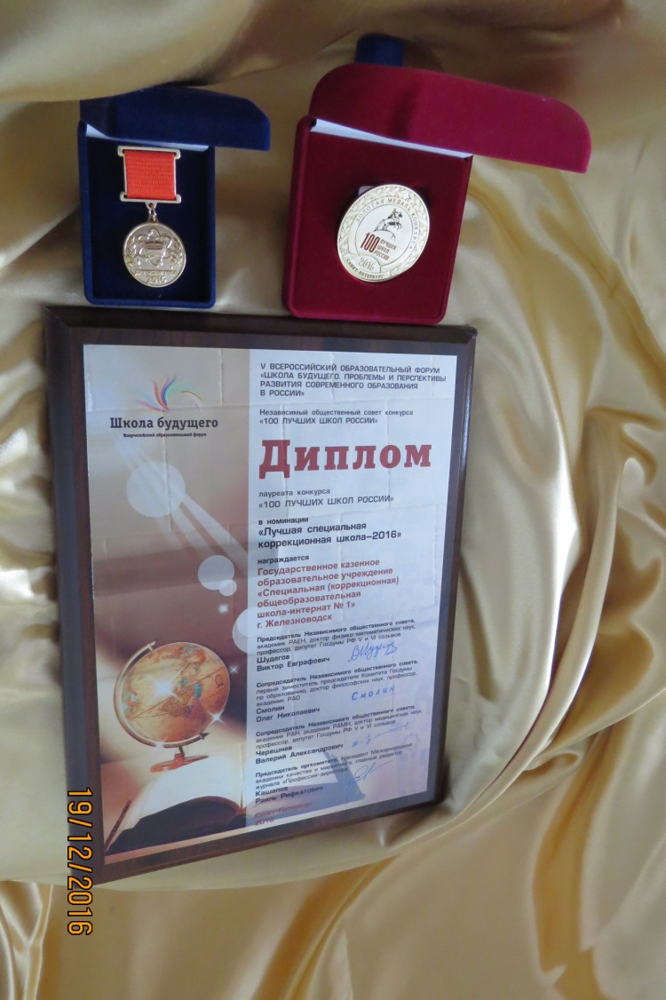 2016
ЗОЛОТАЯ МЕДАЛЬ КОНКУРСА
100 ЛУЧШИХ
ШКОЛ
РОССИИ
2016
САНКТ-ПЕТЕРБУРГ
Школа будущего
Всероссийский образовательный форум
V ВСЕРОССИЙСКИЙ ОБРАЗОВАТЕЛЬНЫЙ ФОРУМ
«ШКОЛА БУДУЩЕГО. ПРОБЛЕМЫ И ПЕРСПЕКТИВЫ
РАЗВИТИЯ СОВРЕМЕННОГО ОБРАЗОВАНИЯ
В РОССИИ»
Независимый общественный совет конкурса
«100 ЛУЧШИХ ШКОЛ РОССИИ»
Диплом
лауреата конкурса
«100 ЛУЧШИХ ШКОЛ РОССИИ»
в номинации
«Лучшая специальная
коррекционная школа–2016»
награждается
Государственное казенное
образовательное учреждение
«Специальная (коррекционная)
общеобразовательная
школа-интернат № 1»
г. Железноводск
Председатель Независимого общественного совета,
академик РАЕН, доктор физико-математических наук,
профессор, депутат Госдумы РФ V и VI созывов
Шудегов
Виктор Евграфович
Сопредседатель Независимого общественного совета,
первый заместитель председателя Комитета Госдумы
по образованию, доктор философских наук, профессор,
академик РАО
Смолин
Смолин
Олег Николаевич
Сопредседатель Независимого общественного совета,
академик РАН, академик РАМН, доктор медицинских наук,
профессор, депутат Госдумы РФ V и VI созывов
Черешнев
Валерий Александрович
Председатель оргкомитета, президент Международной
академии качества и маркетинга, главный редактор
журнала «Профессия-директор»
Кашапов
Раиль Рифкатович
Санкт-Петербург
2016
19/12/2016